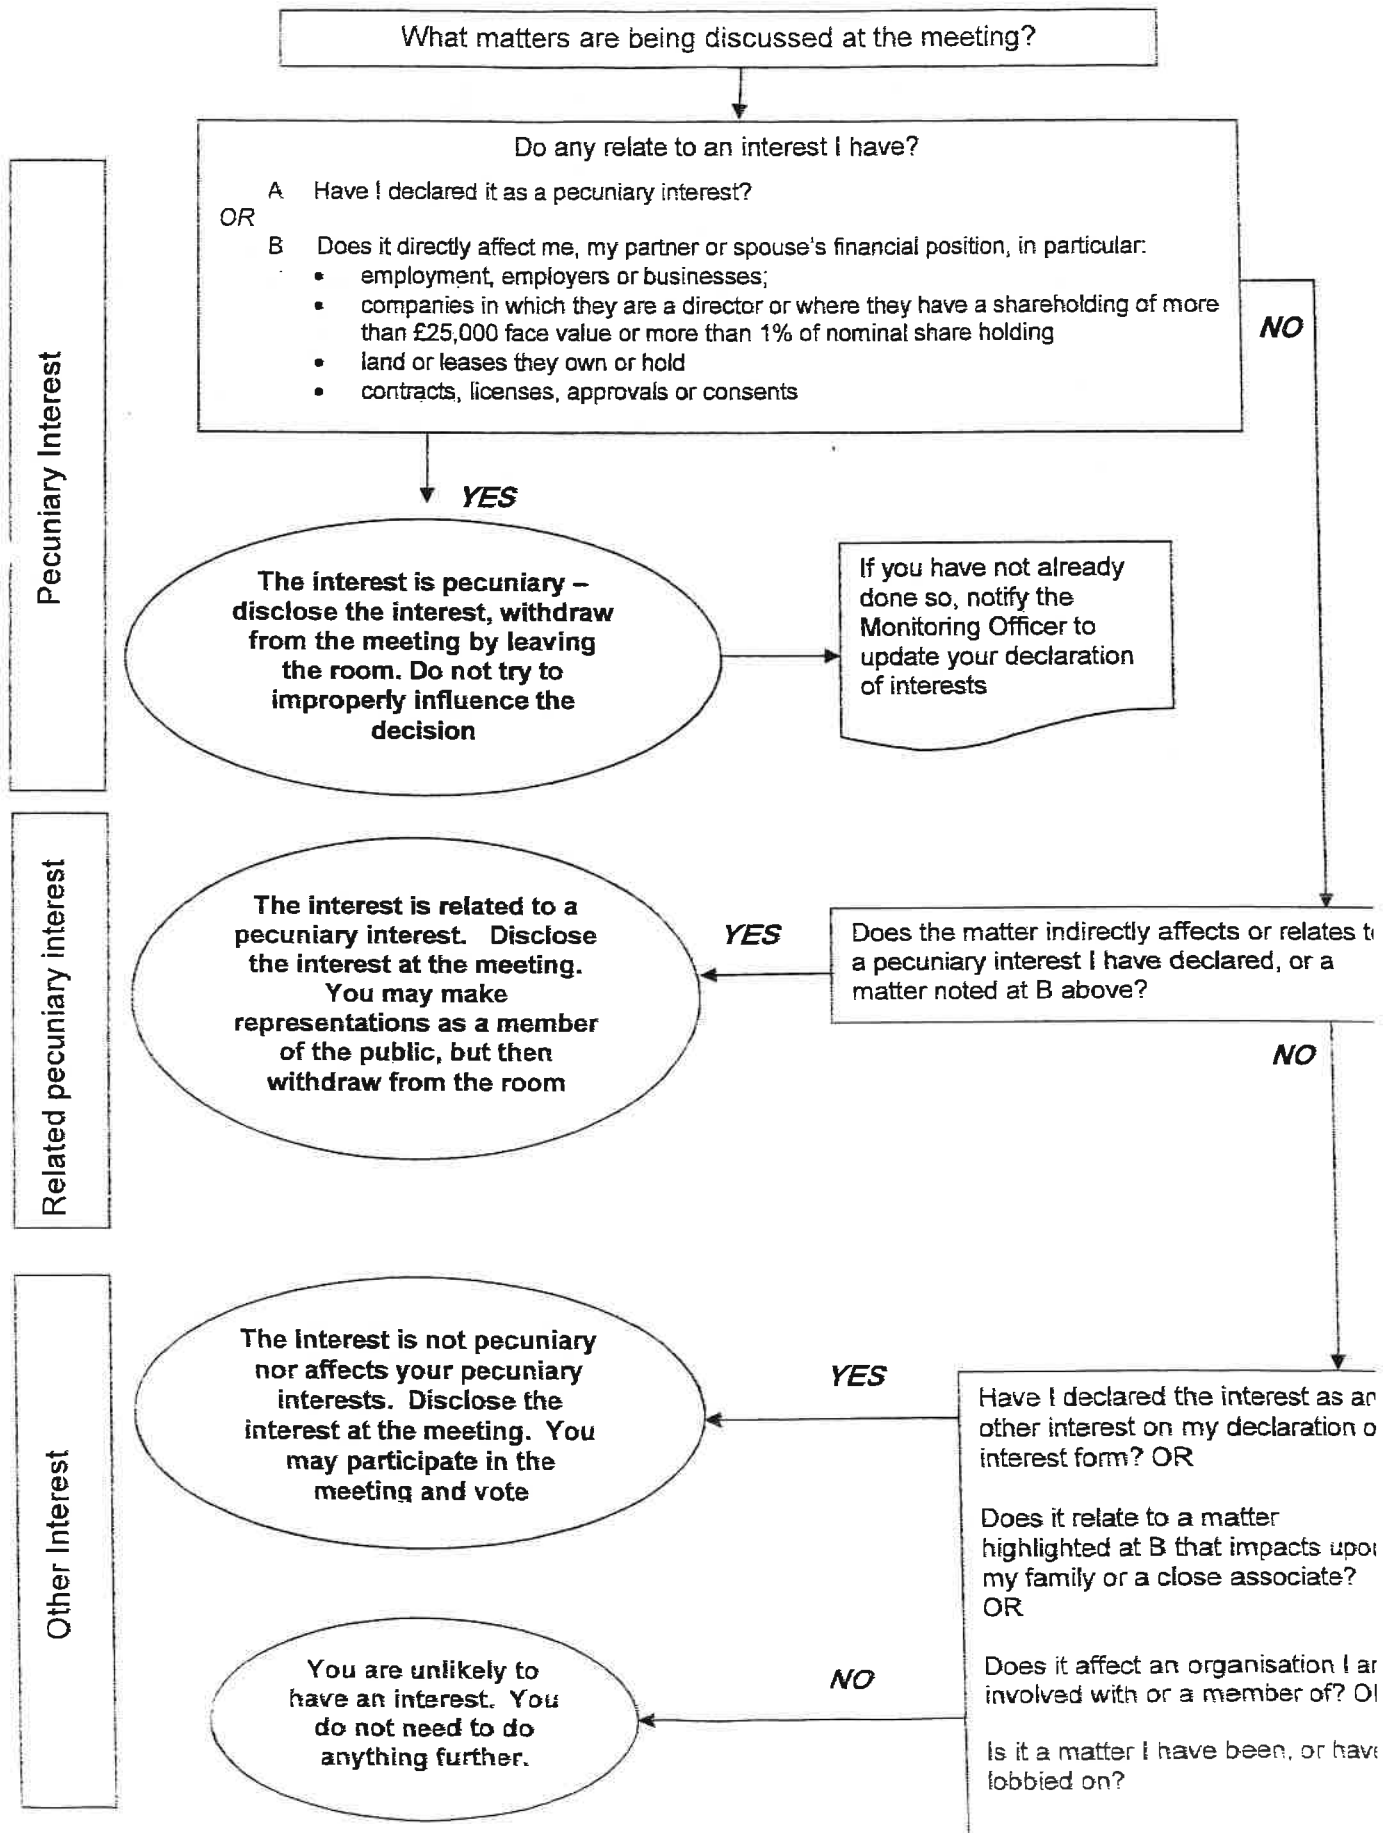 What matters are being discussed at the meeting?
Do any relate to an interest I have?
A Have I declared it as a pecuniary interest?
OR
B Does it directly affect me, my partner or spouse's financial position, in particular:
• employment, employers or businesses;
• companies in which they are a director or where they have a shareholding of more
than £25,000 face value or more than 1% of nominal share holding
• land or leases they own or hold
• contracts, licenses, approvals or consents
NO
Pecuniary Interest
YES
The interest is pecuniary –
disclose the interest, withdraw
from the meeting by leaving
the room. Do not try to
improperly influence the
decision
If you have not already
done so, notify the
Monitoring Officer to
update your declaration
of interests
Related pecuniary interest
The interest is related to a
pecuniary interest. Disclose
the interest at the meeting.
You may make
representations as a member
of the public, but then
withdraw from the room
YES
Does the matter indirectly affects or relates
a pecuniary interest I have declared, or a
matter noted at B above?
NO
Other Interest
The Interest is not pecuniary
nor affects your pecuniary
interests. Disclose the
interest at the meeting. You
may participate in the
meeting and vote
YES
Have I declared the interest as
other interest on my declaration
interest form? OR
Does it relate to a matter
highlighted at B that impacts
my family or a close associate?
OR
Does it affect an organisation I
involved with or a member of?
Is it a matter I have been, or
lobbied on?
NO
You are unlikely to
have an interest. You
do not need to do
anything further.